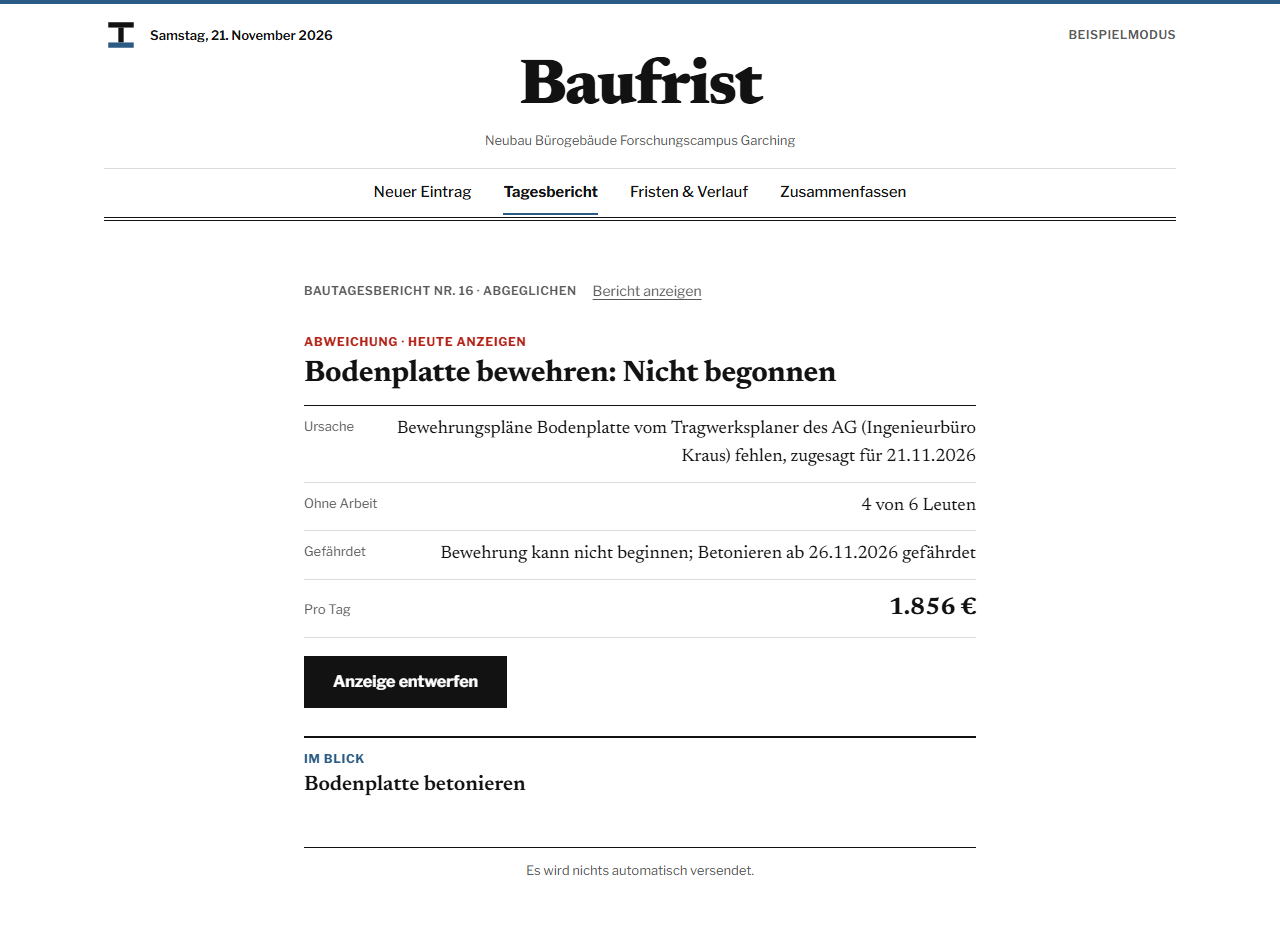 Samstag, 21. November 2026
BEISPIELMODUS
Baufrist
Neubau Bürogebäude Forschungscampus Garching
Neuer Eintrag
Tagesbericht
Fristen & Verlauf
Zusammenfassen
BAUTAGESBERICHT NR. 16 · ABGEGLICHEN
Bericht anzeigen
ABWEICHUNG · HEUTE ANZEIGEN
Bodenplatte bewehren: Nicht begonnen
Ursache
Bewehrungspläne Bodenplatte vom Tragwerksplaner des AG (Ingenieurbüro
Kraus) fehlen, zugesagt für 21.11.2026
Ohne Arbeit
4 von 6 Leuten
Gefährdet
Bewehrung kann nicht beginnen; Betonieren ab 26.11.2026 gefährdet
Pro Tag
1.856 €
Anzeige entwerfen
IM BLICK
Bodenplatte betonieren
Es wird nichts automatisch versendet.